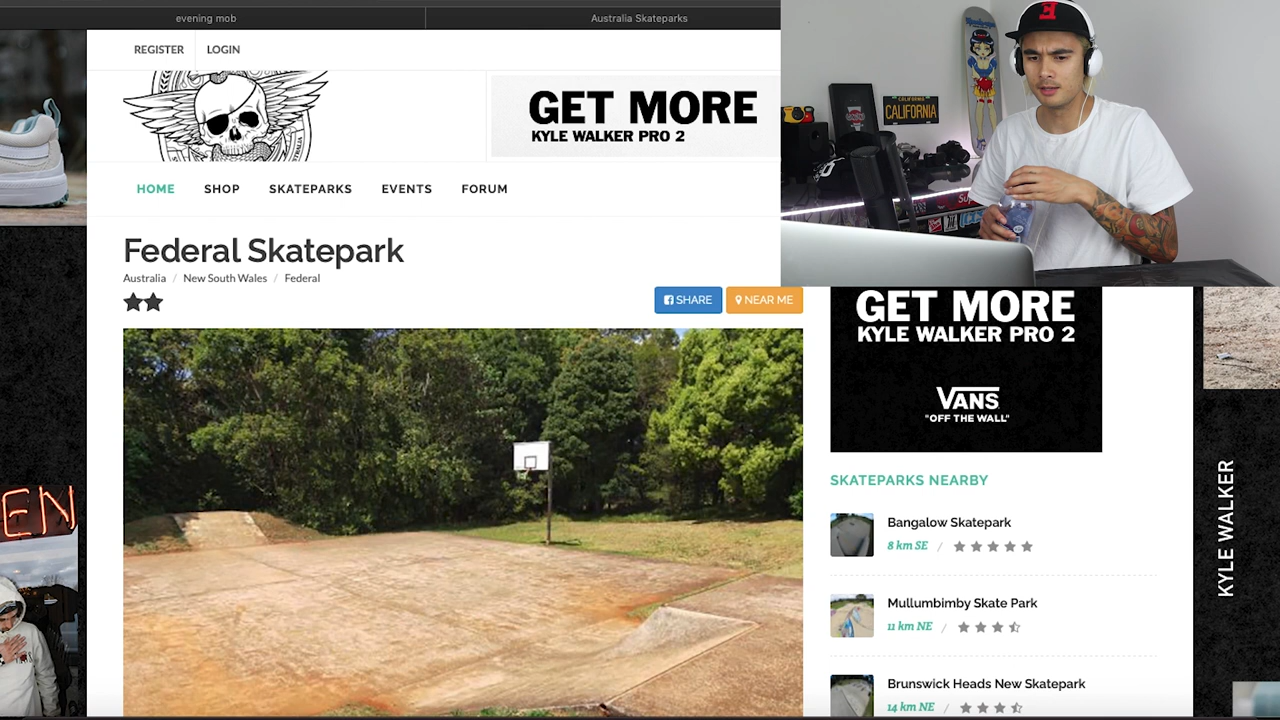 evening mob
Australia Skateparks
REGISTER
LOGIN
GET MORE
KYLE WALKER PRO 2
HOME
SHOP
SKATEPARKS
EVENTS
FORUM
Federal Skatepark
Australia / New South Wales / Federal
SHARE
NEAR ME
CALIFORNIA
GET MORE
KYLE WALKER PRO 2
VANS
"OFF THE WALL"
SKATEPARKS NEARBY
Bangalow Skatepark
8 km SE /
Mullumbimby Skate Park
11 km NE /
Brunswick Heads New Skatepark
14 km NE /
KYLE WALKER
EN